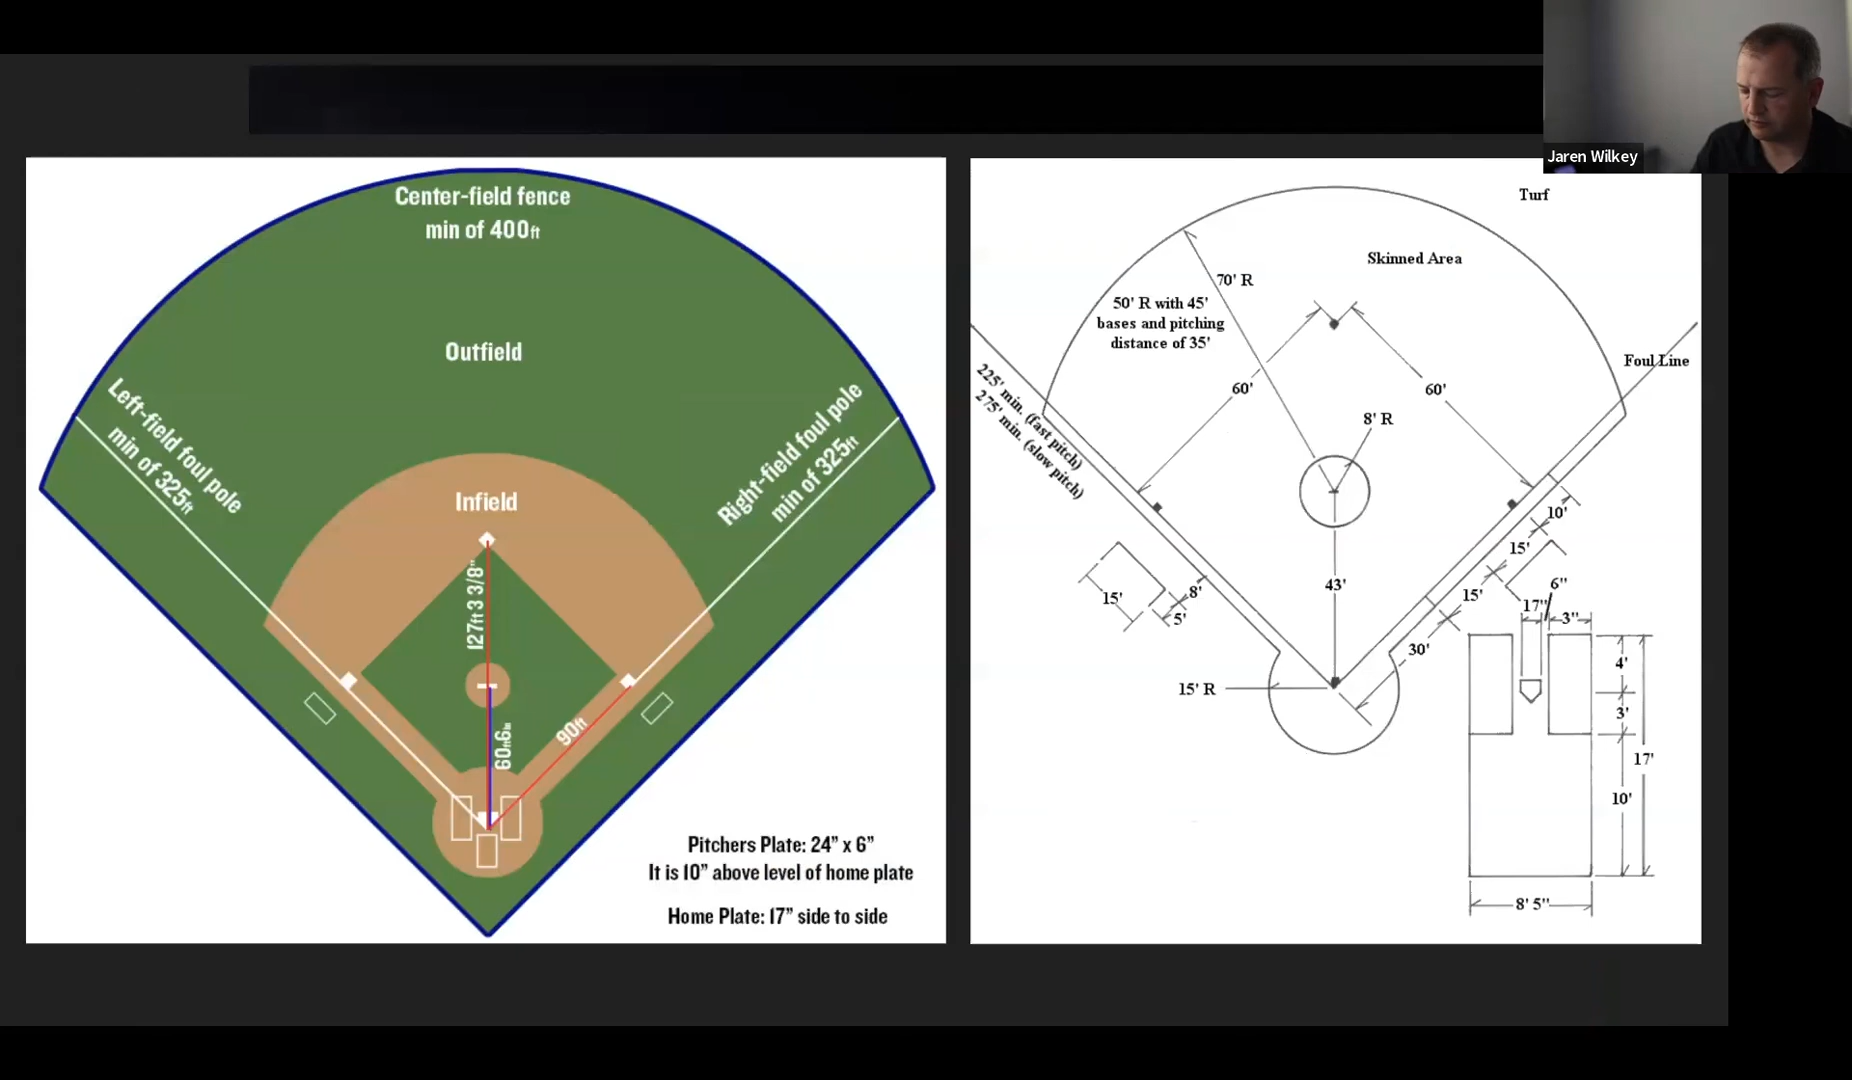 Jaren Wilkey
Center-field fence
min of 400ft
Outfield
Left-field foul pole
min of 325ft
Right-field foul pole
min of 325ft
Infield
127ft 3 3/8"
60ft6in
90ft
Pitchers Plate: 24” x 6”
It is 10” above level of home plate
Home Plate: 17” side to side
Turf
Skinned Area
70' R
50' R with 45'
bases and pitching
distance of 35'
Foul Line
225' min. (fast pitch)
275' min. (slow pitch)
60'
60'
8' R
10'
15'
43'
15'
8'
5'
15'
6"
17"
3"
30'
4'
15' R
3'
17'
10'
8' 5"